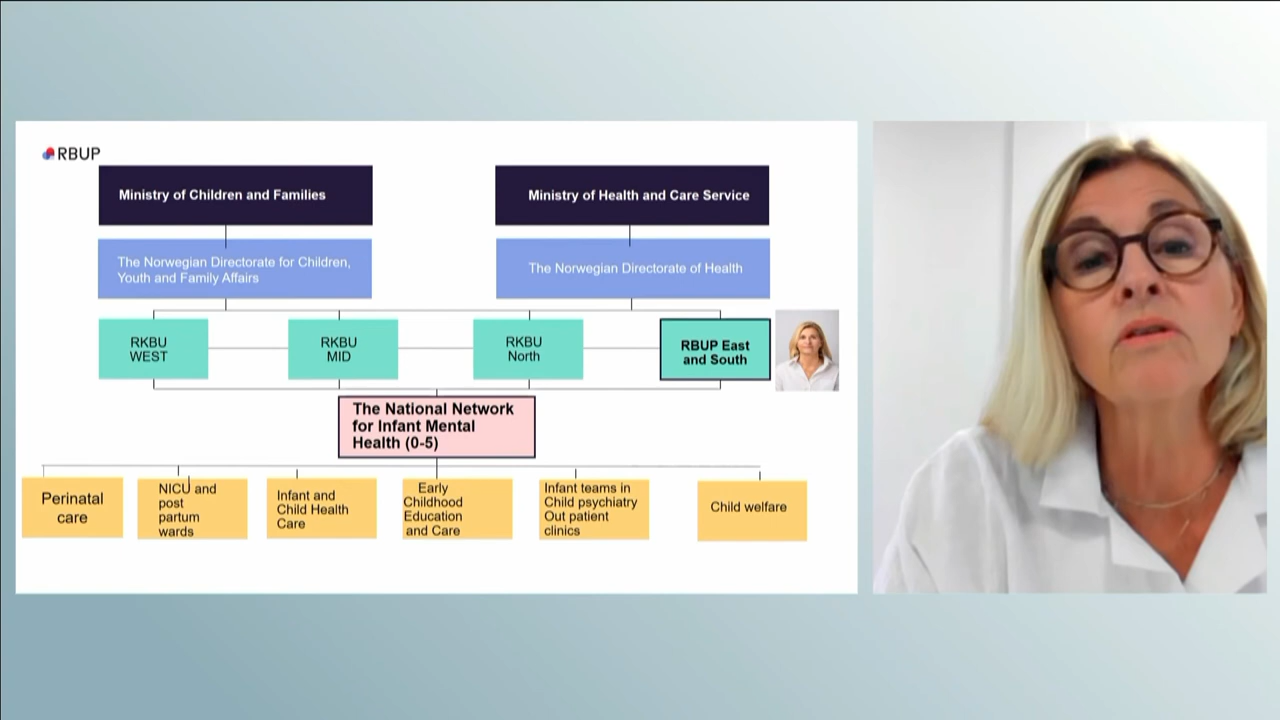 RBUP
Ministry of Children and Families
Ministry of Health and Care Service
The Norwegian Directorate for Children,
Youth and Family Affairs
The Norwegian Directorate of Health
RKBU
WEST
RKBU
MID
RKBU
North
RBUP East
and South
The National Network
for Infant Mental
Health (0-5)
Perinatal
care
NICU and
post
partum
wards
Infant and
Child Health
Care
Early
Childhood
Education
and Care
Infant teams in
Child psychiatry
Out patient
clinics
Child welfare